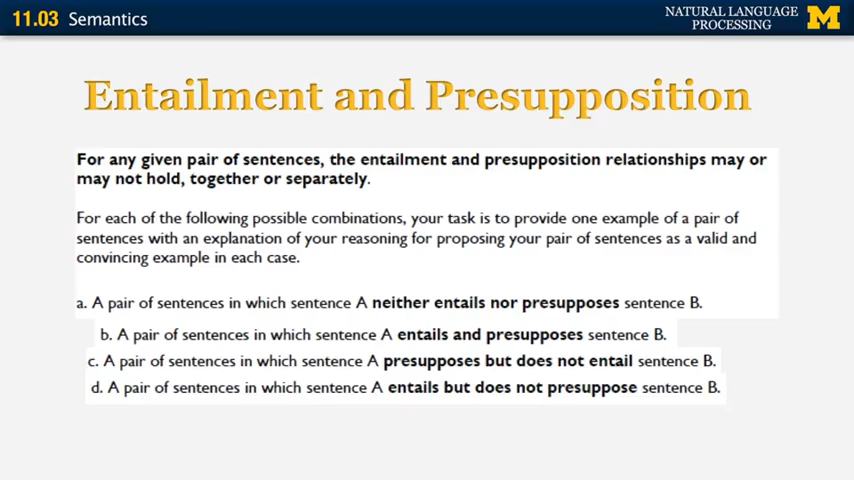 11.03 Semantics
NATURAL LANGUAGE
PROCESSING
M
Entailment and Presupposition
For any given pair of sentences, the entailment and presupposition relationships may or
may not hold, together or separately.
For each of the following possible combinations, your task is to provide one example of a pair of
sentences with an explanation of your reasoning for proposing your pair of sentences as a valid and
convincing example in each case.
a. A pair of sentences in which sentence A neither entails nor presupposes sentence B.
b. A pair of sentences in which sentence A entails and presupposes sentence B.
c. A pair of sentences in which sentence A presupposes but does not entail sentence B.
d. A pair of sentences in which sentence A entails but does not presuppose sentence B.